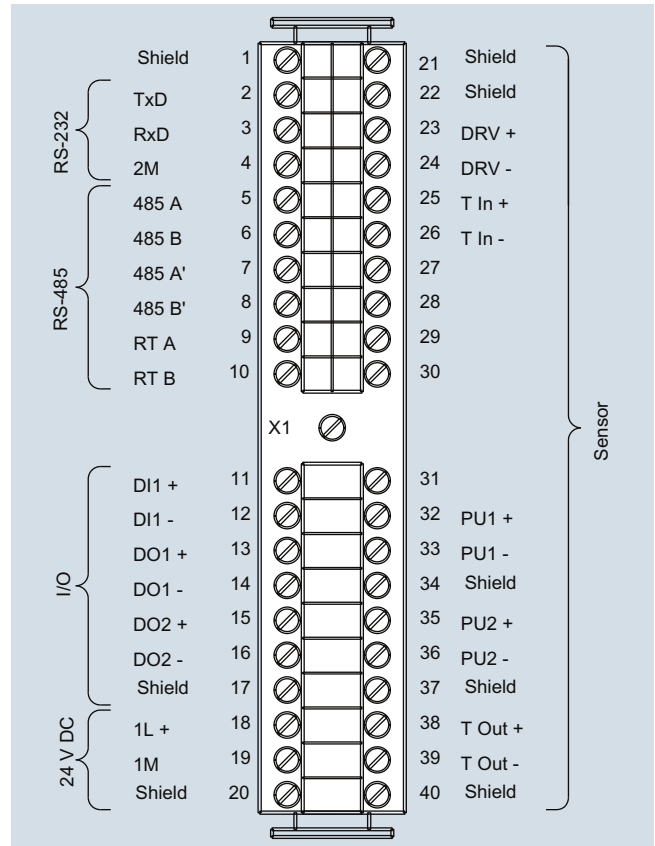 Shield 1 21 Shield
TxD 2 22 Shield
RxD 3 23 DRV +
2M 4 24 DRV -
RS-232
485 A 5 25 T In +
485 B 6 26 T In -
485 A' 7 27
485 B' 8 28
RT A 9 29
RT B 10 30
RS-485
X1
Sensor
DI1 + 11 31
DI1 - 12 32 PU1 +
DO1 + 13 33 PU1 -
DO1 - 14 34 Shield
DO2 + 15 35 PU2 +
DO2 - 16 36 PU2 -
Shield 17 37 Shield
I/O
1L + 18 38 T Out +
1M 19 39 T Out -
Shield 20 40 Shield
24 V DC